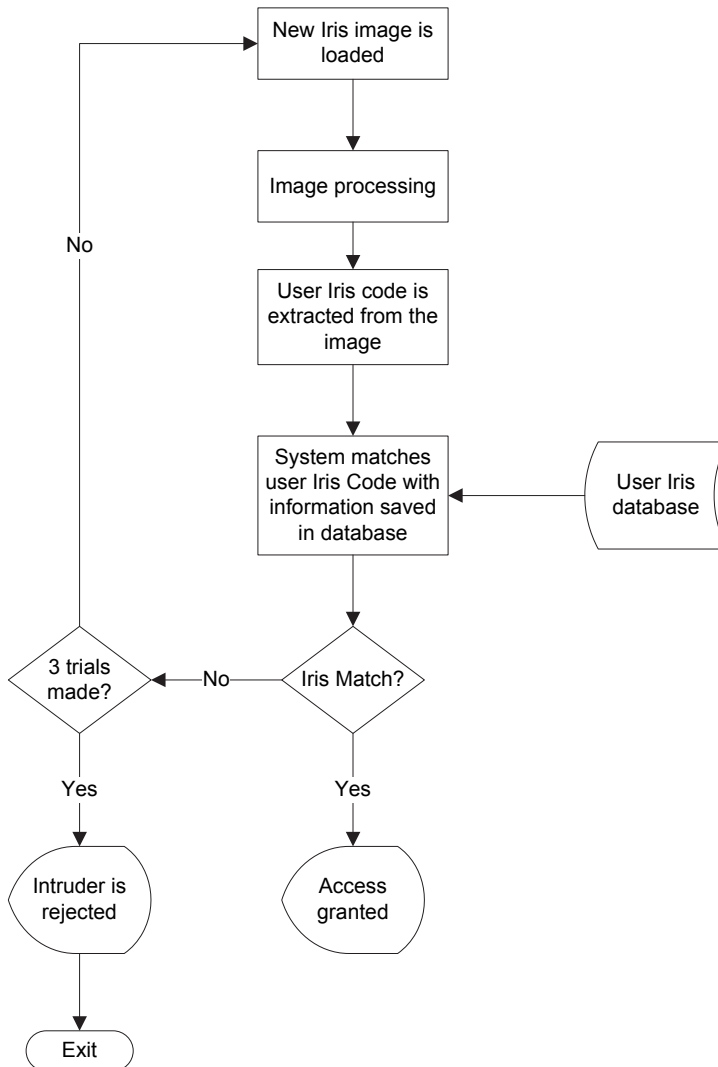 New Iris image is
loaded
Image processing
No
User Iris code is
extracted from the
image
System matches
user Iris Code with
information saved
in database
User Iris
database
3 trials
made?
No
Iris Match?
Yes
Yes
Intruder is
rejected
Access
granted
Exit